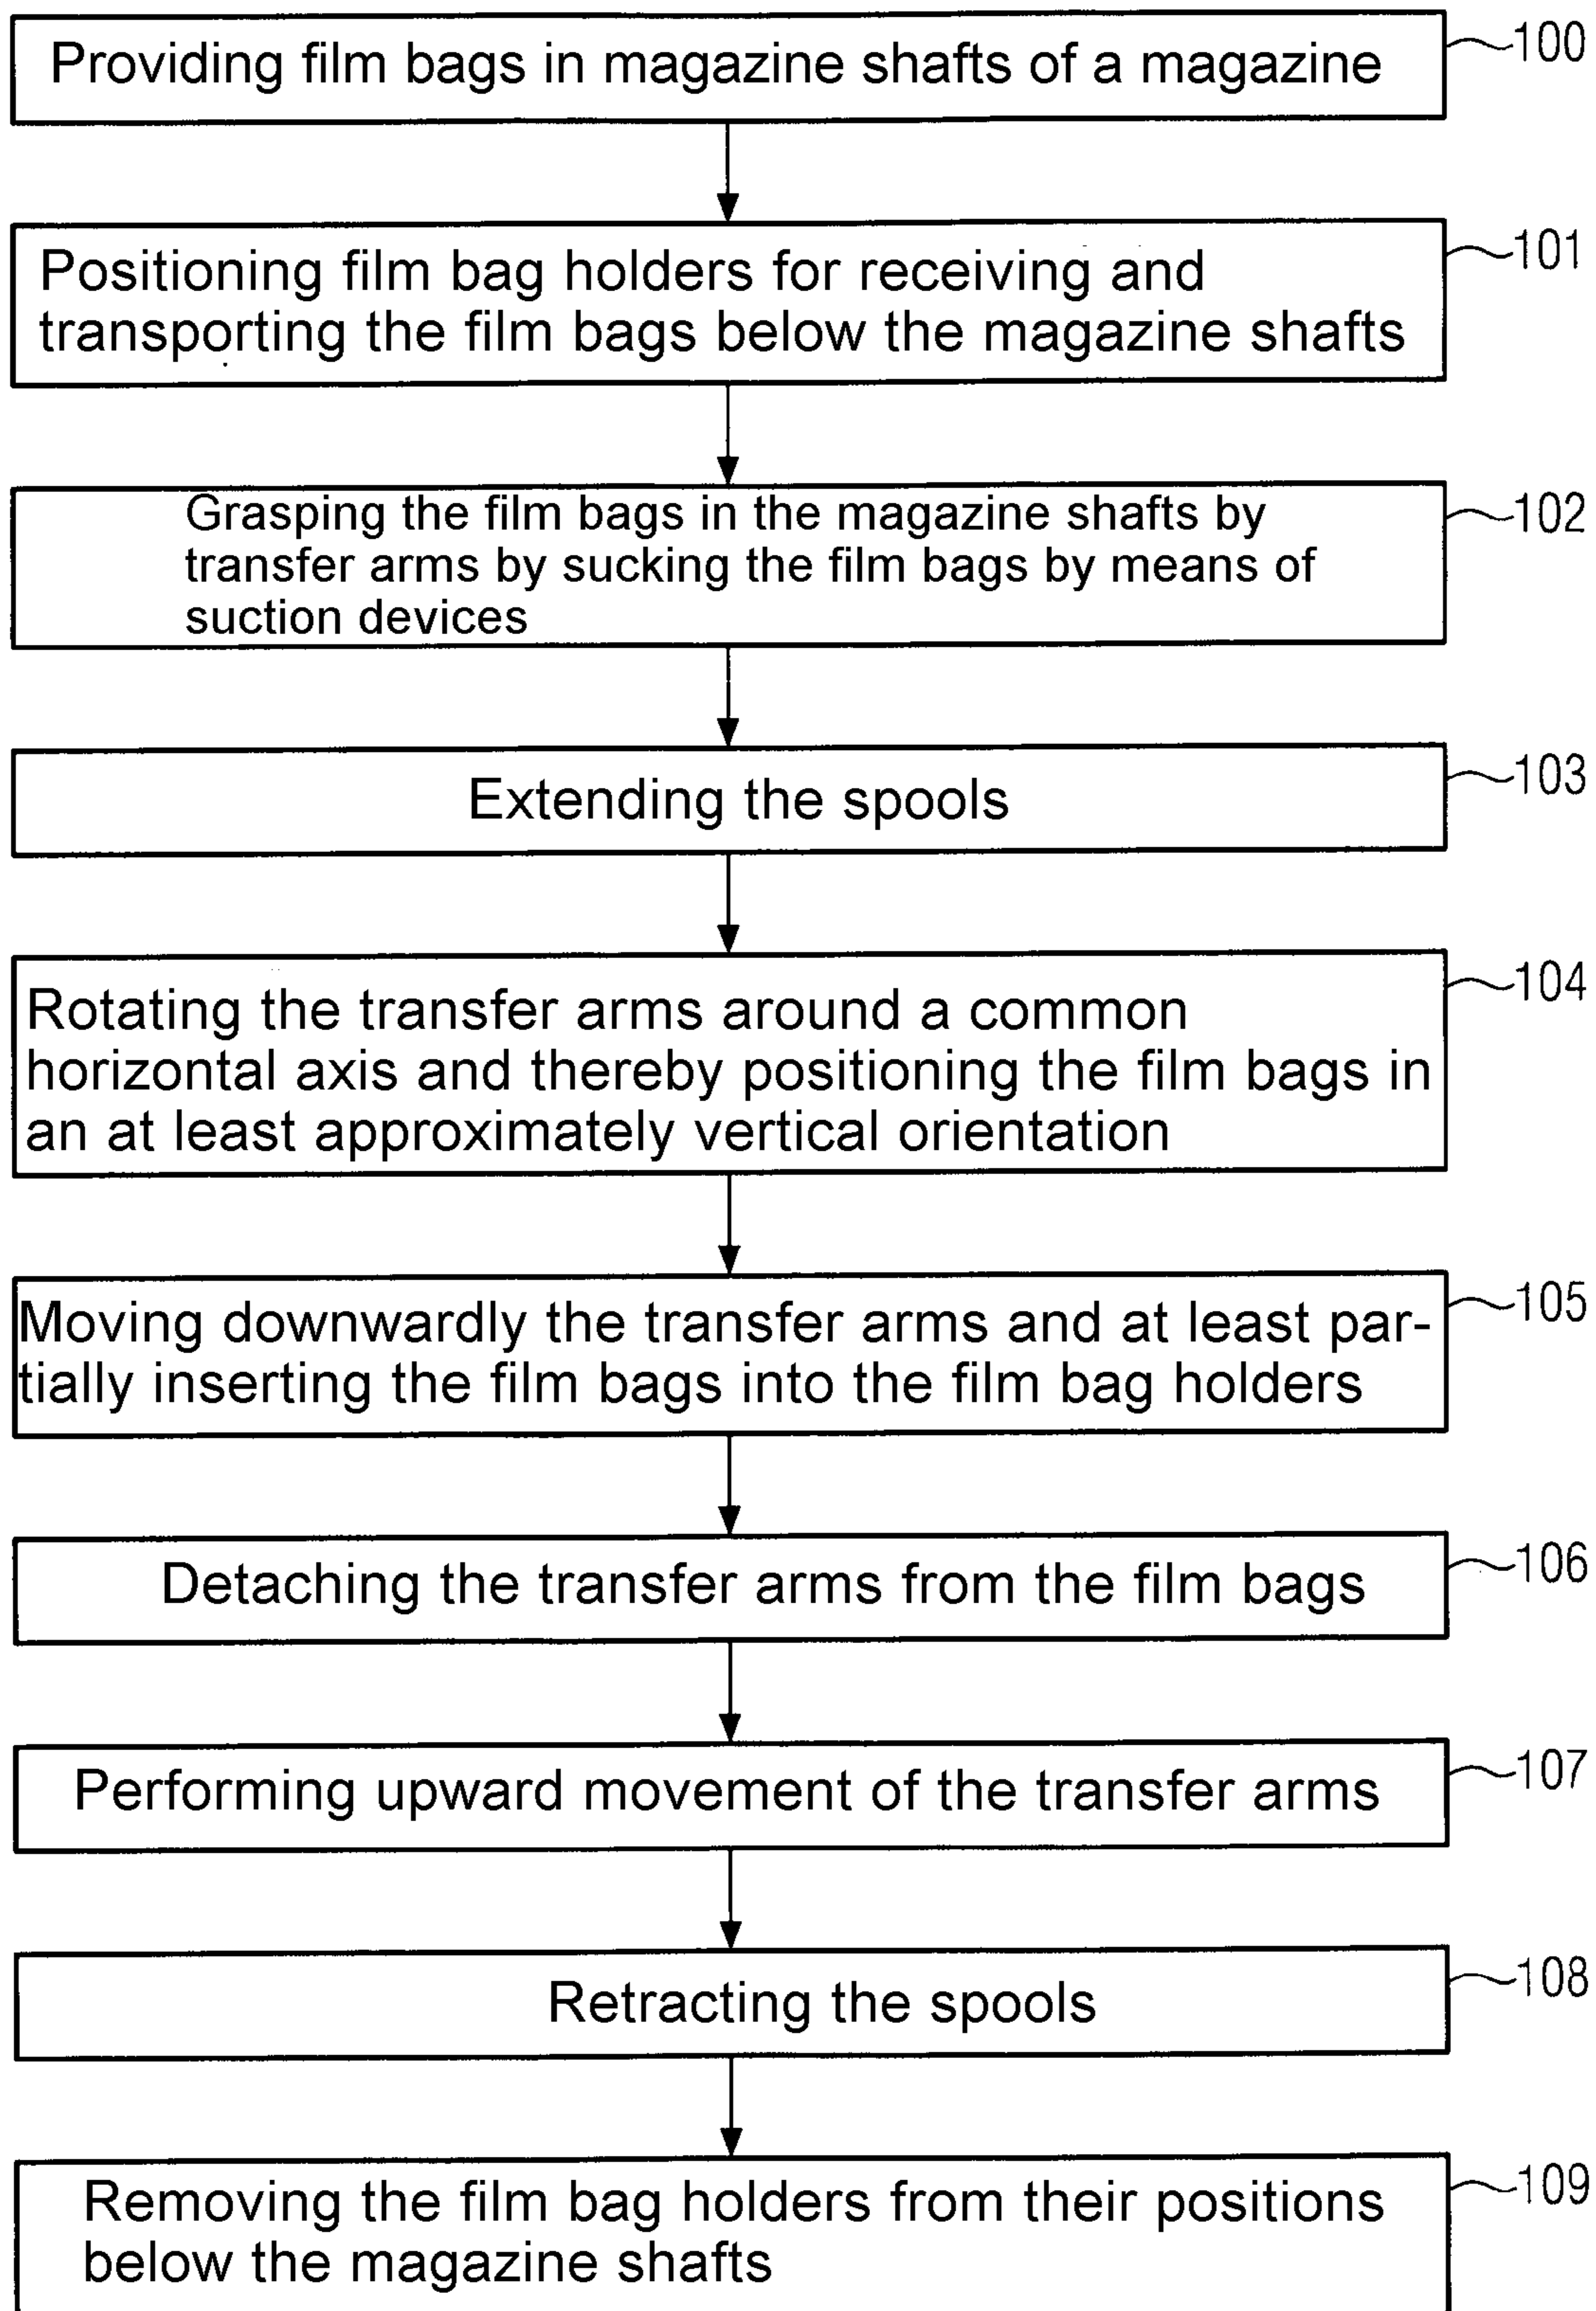 Providing film bags in magazine shafts of a magazine
100
Positioning film bag holders for receiving and
transporting the film bags below the magazine shafts
101
Grasping the film bags in the magazine shafts by
transfer arms by sucking the film bags by means of
suction devices
102
Extending the spools
103
Rotating the transfer arms around a common
horizontal axis and thereby positioning the film bags in
an at least approximately vertical orientation
104
Moving downwardly the transfer arms and at least par-
tially inserting the film bags into the film bag holders
105
Detaching the transfer arms from the film bags
106
Performing upward movement of the transfer arms
107
Retracting the spools
108
Removing the film bag holders from their positions
below the magazine shafts
109